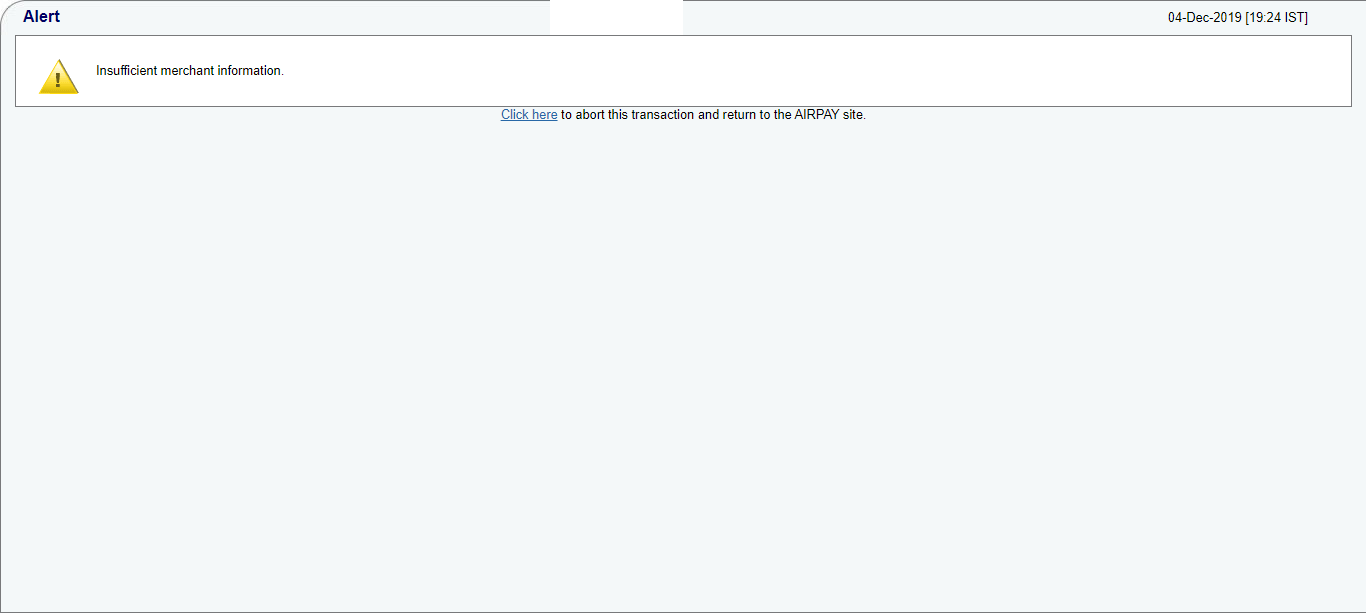 Alert
04-Dec-2019 [19:24 IST]
Insufficient merchant information.
Click here to abort this transaction and return to the AIRPAY site.